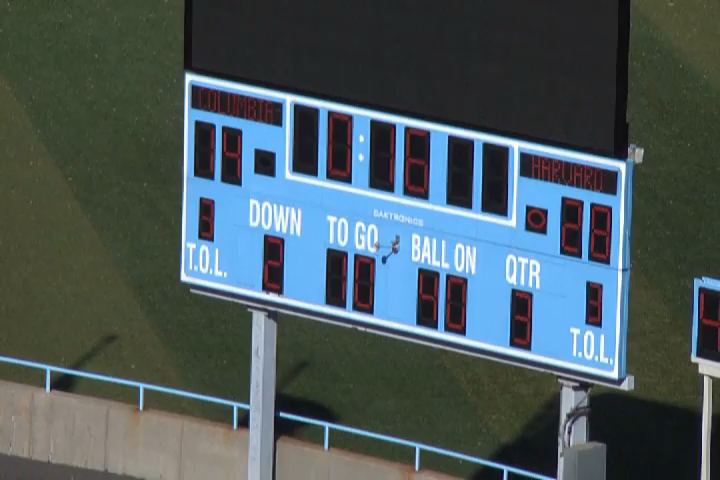 COLUMBIA
0:16
HARVARD
14
28
3
DOWN
TO GO
BALL ON
QTR
3
T.O.L.
2
10
40
3
T.O.L.
DAKTRONICS
4